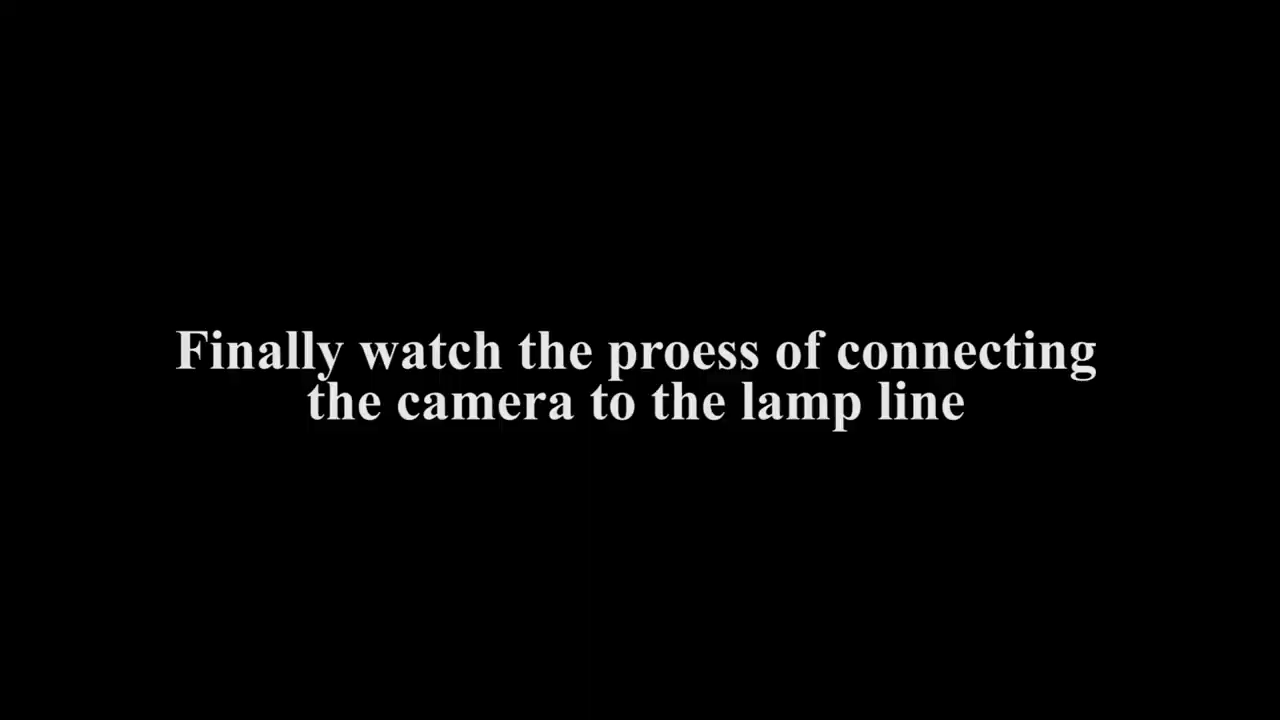 Finally watch the proess of connecting
the camera to the lamp line